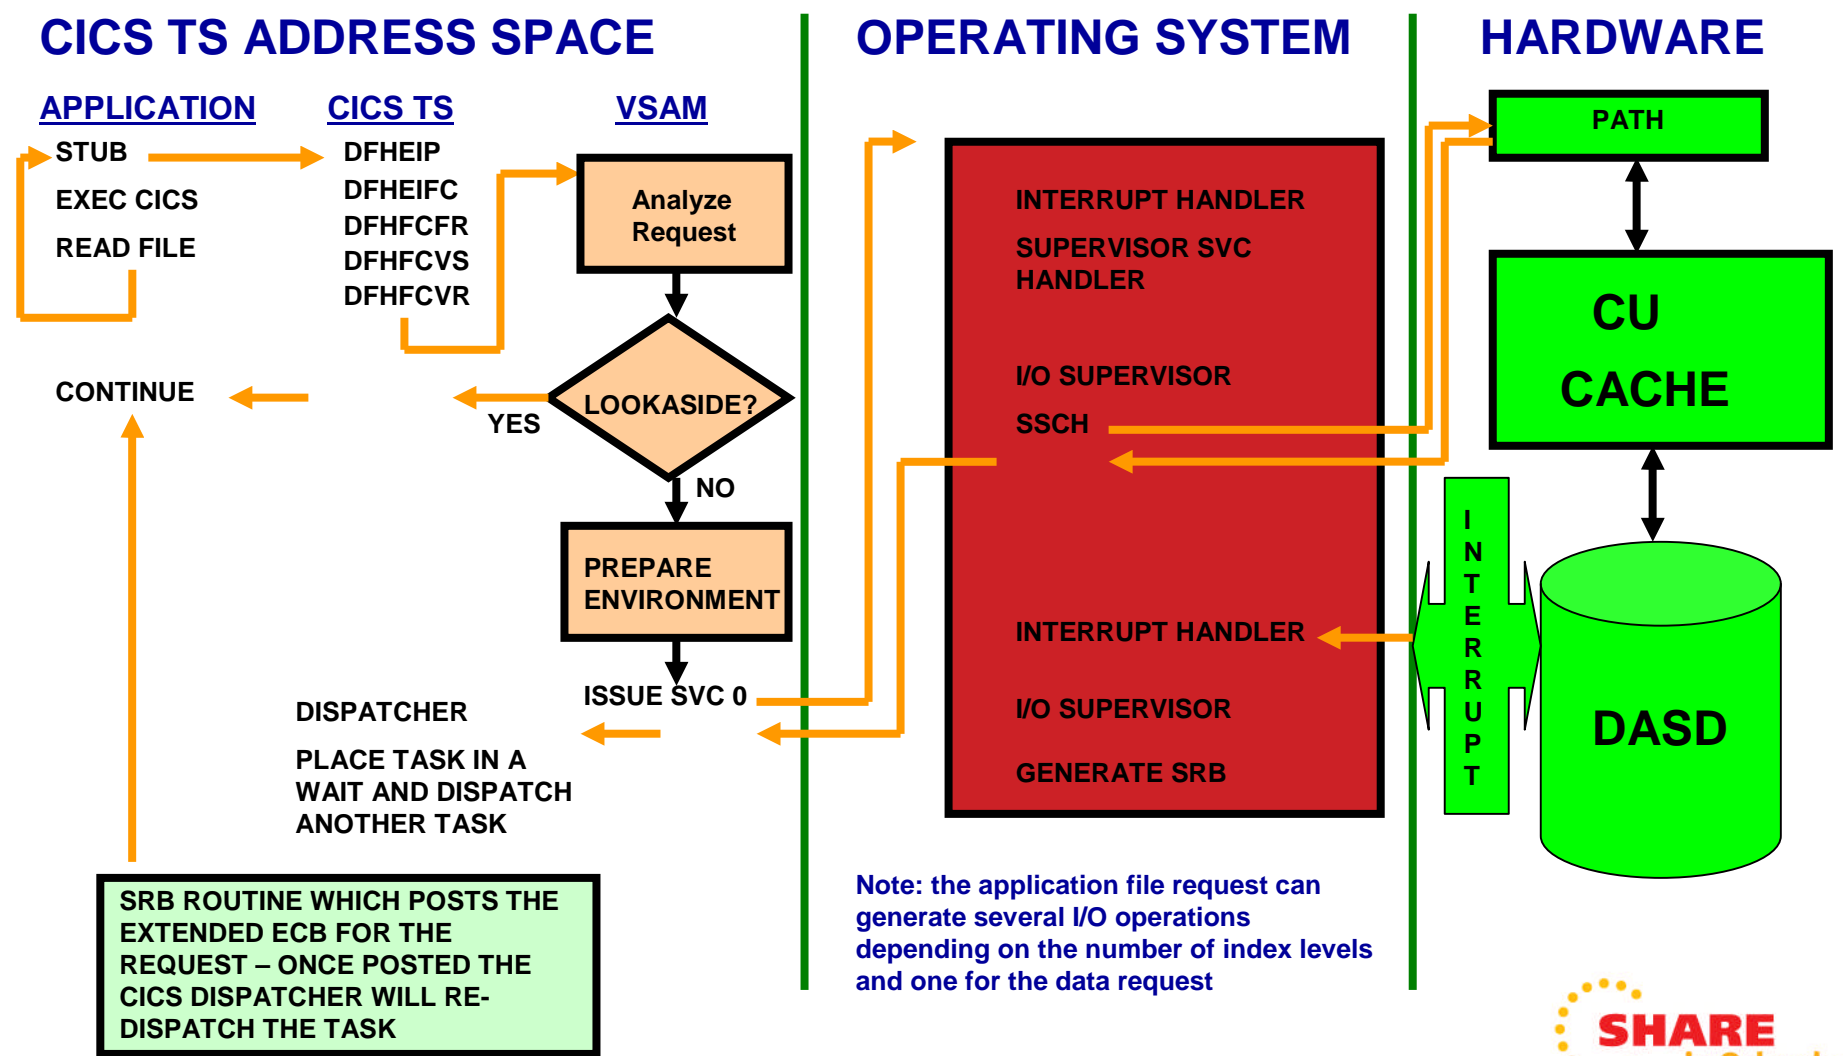 CICS TS ADDRESS SPACE
OPERATING SYSTEM
HARDWARE
APPLICATION
STUB
EXEC CICS
READ FILE
CONTINUE
CICS TS
DFHEIP
DFHEIFC
DFHFCFR
DFHFCVS
DFHFCVR
VSAM
Analyze
Request
LOOKASIDE?
YES
NO
PREPARE
ENVIRONMENT
ISSUE SVC 0
DISPATCHER
PLACE TASK IN A
WAIT AND DISPATCH
ANOTHER TASK
SRB ROUTINE WHICH POSTS THE
EXTENDED ECB FOR THE
REQUEST – ONCE POSTED THE
CICS DISPATCHER WILL RE-
DISPATCH THE TASK
INTERRUPT HANDLER
SUPERVISOR SVC
HANDLER
I/O SUPERVISOR
SSCH
INTERRUPT HANDLER
I/O SUPERVISOR
GENERATE SRB
Note: the application file request can
generate several I/O operations
depending on the number of index levels
and one for the data request
PATH
CU
CACHE
INTERRUPT
DASD
SHARE